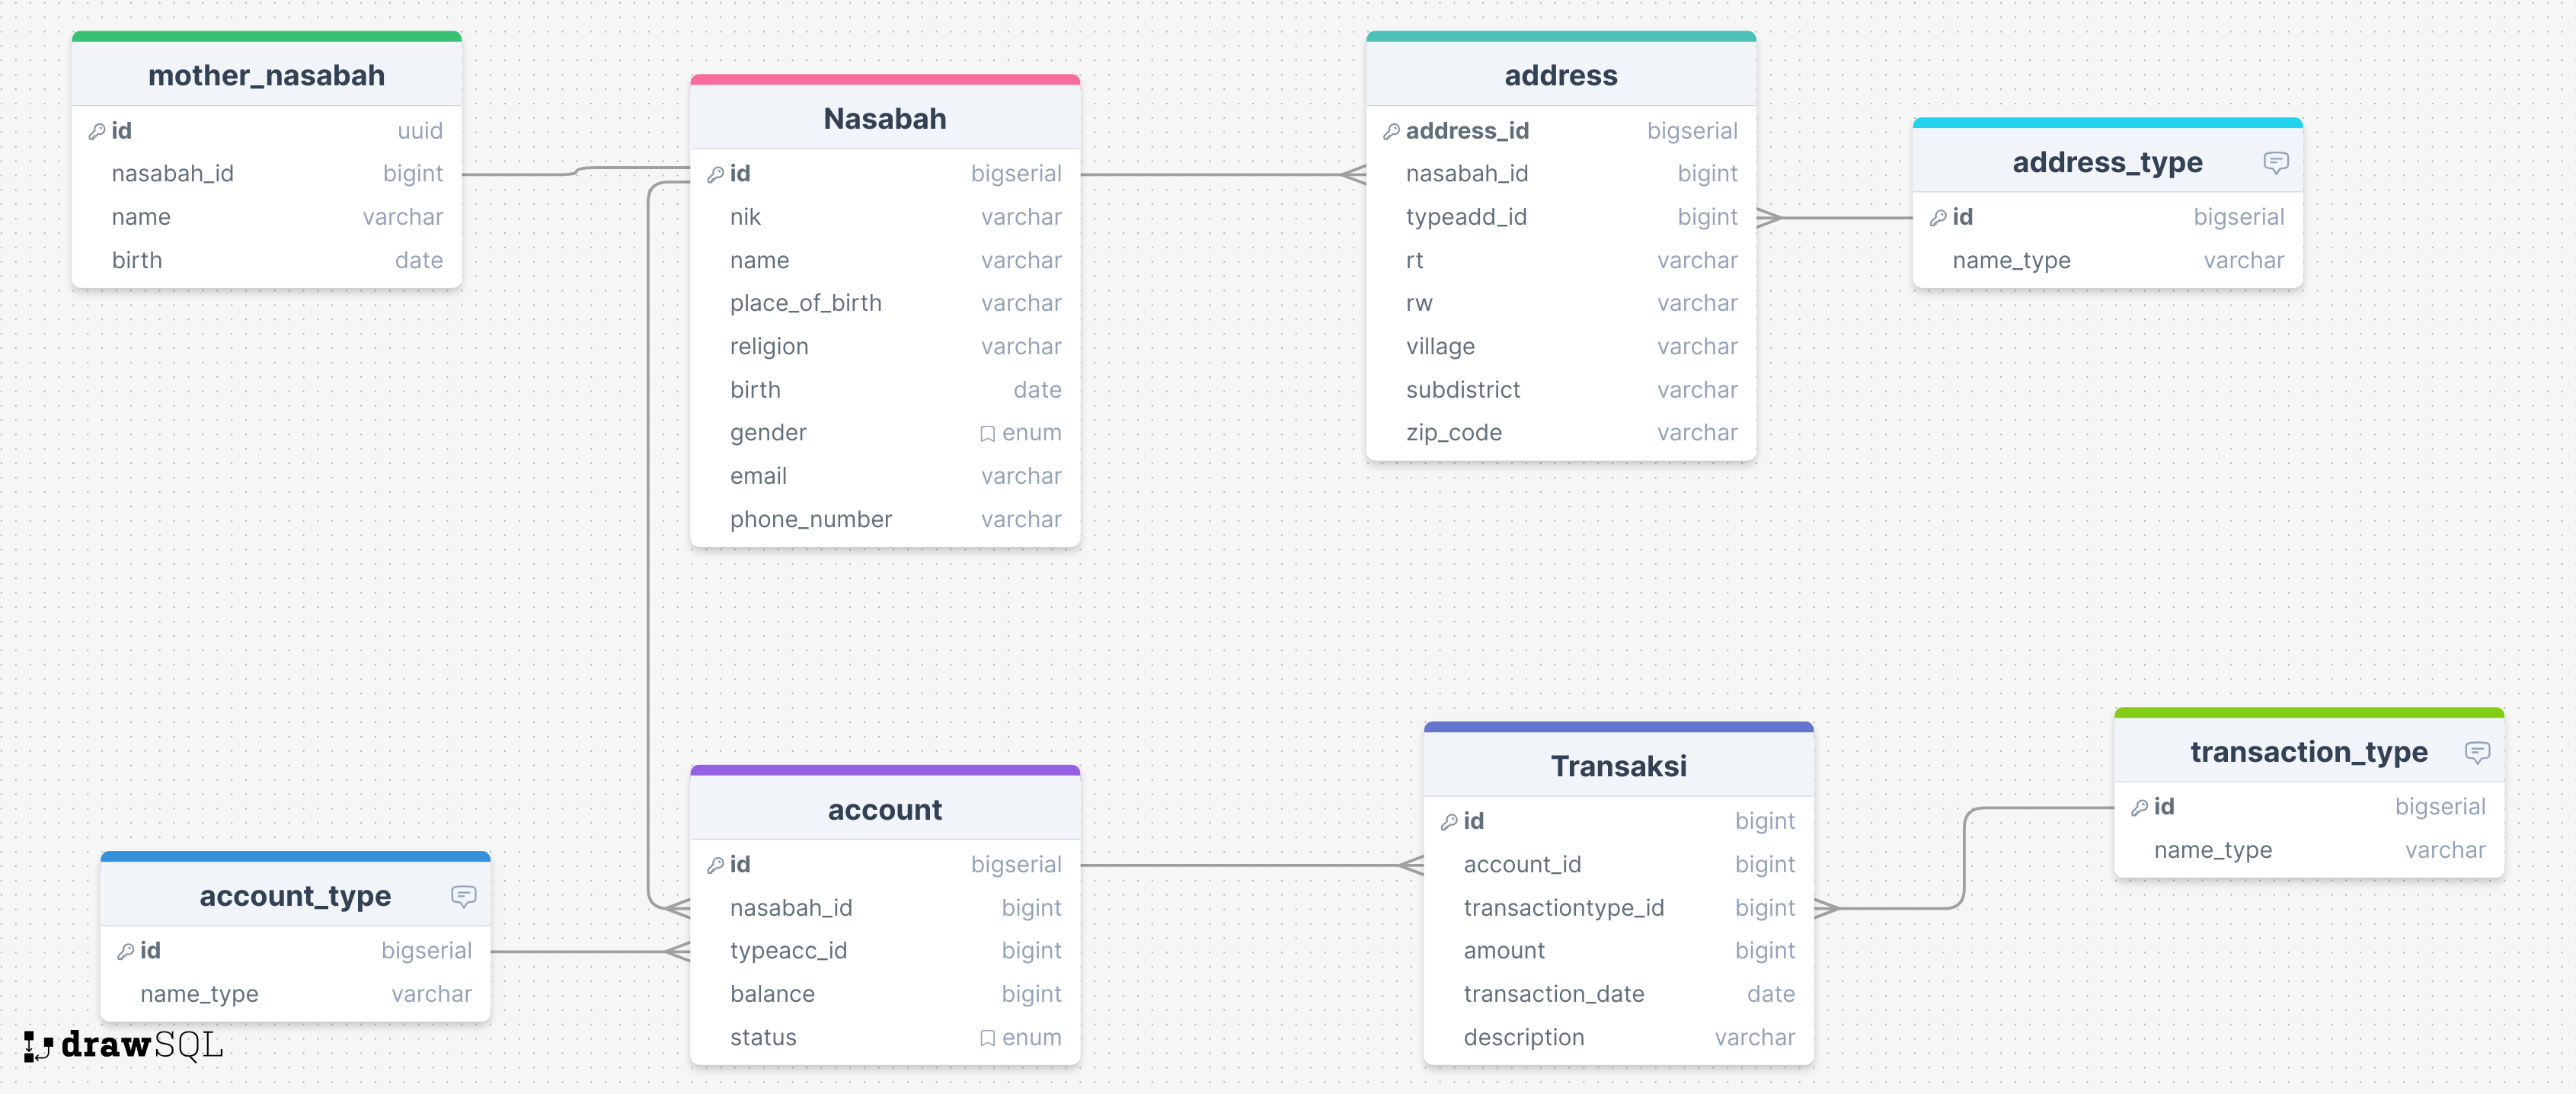 mother_nasabah
id uuid
nasabah_id bigint
name varchar
birth date
Nasabah
id bigserial
nik varchar
name varchar
place_of_birth varchar
religion varchar
birth date
gender enum
email varchar
phone_number varchar
address
address_id bigserial
nasabah_id bigint
typeadd_id bigint
rt varchar
rw varchar
village varchar
subdistrict varchar
zip_code varchar
address_type
id bigserial
name_type varchar
account_type
id bigserial
name_type varchar
account
id bigserial
nasabah_id bigint
typeacc_id bigint
balance bigint
status enum
Transaksi
id bigint
account_id bigint
transactiontype_id bigint
amount bigint
transaction_date date
description varchar
transaction_type
id bigserial
name_type varchar
drawSQL